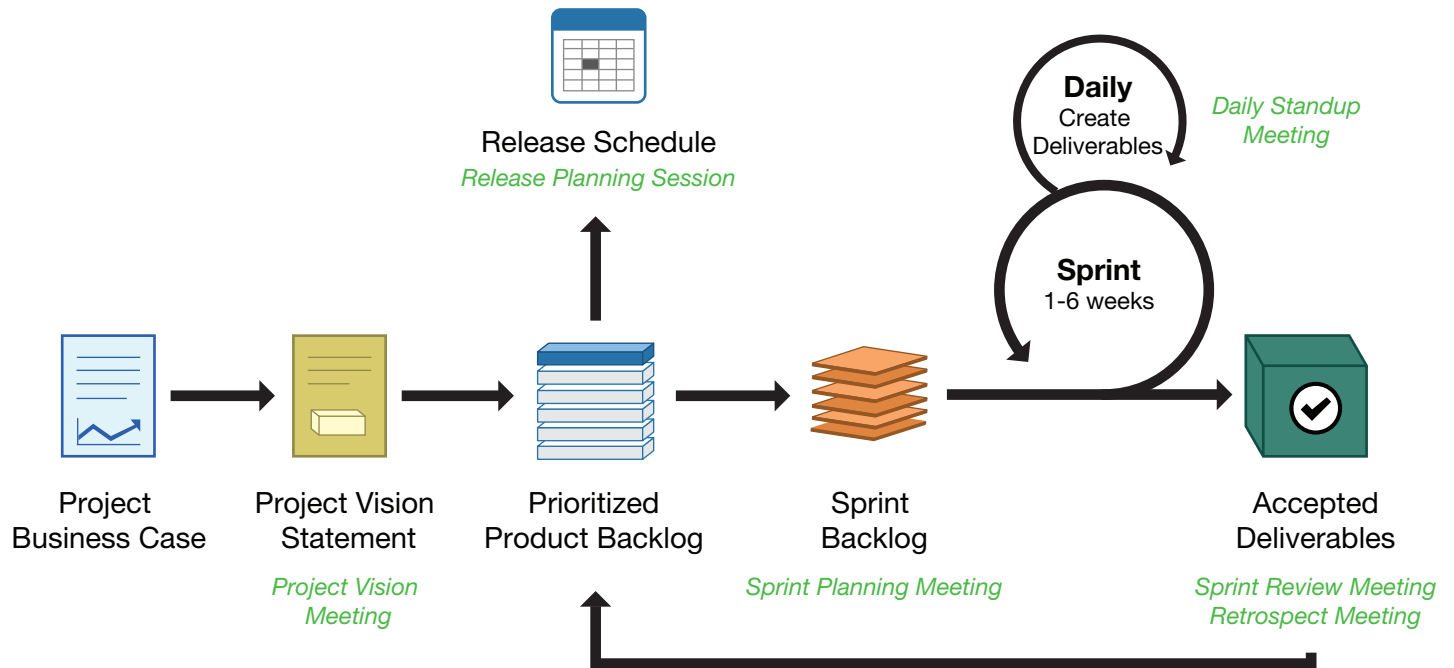 Release Schedule
Release Planning Session
Daily
Create
Deliverables
Daily Standup
Meeting
Sprint
1-6 weeks
Project
Business Case
Project Vision
Statement
Project Vision
Meeting
Prioritized
Product Backlog
Sprint
Backlog
Sprint Planning Meeting
Accepted
Deliverables
Sprint Review Meeting
Retrospect Meeting